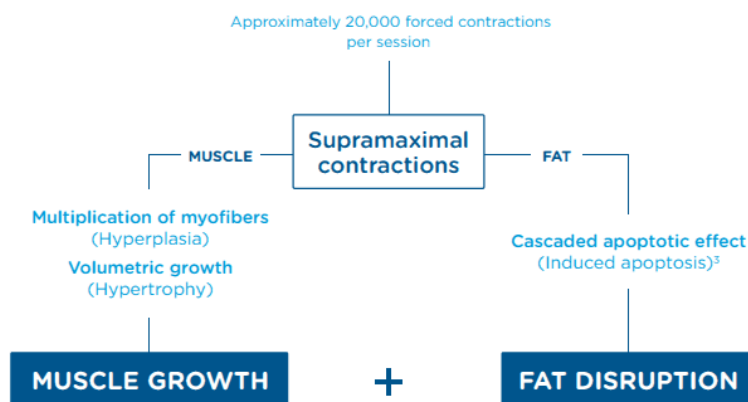 Approximately 20,000 forced contractions
per session
Supramaximal
contractions
MUSCLE
FAT
Multiplication of myofibers
(Hyperplasia)
Volumetric growth
(Hypertrophy)
Cascaded apoptotic effect
(Induced apoptosis)³
MUSCLE GROWTH
+
FAT DISRUPTION